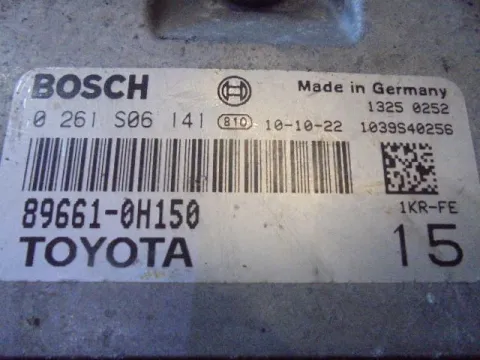 BOSCH Made in Germany
1325 0252
0 261 S06 141 810 10-10-22 1039S40256
89661-0H150 1KR-FE
TOYOTA 15